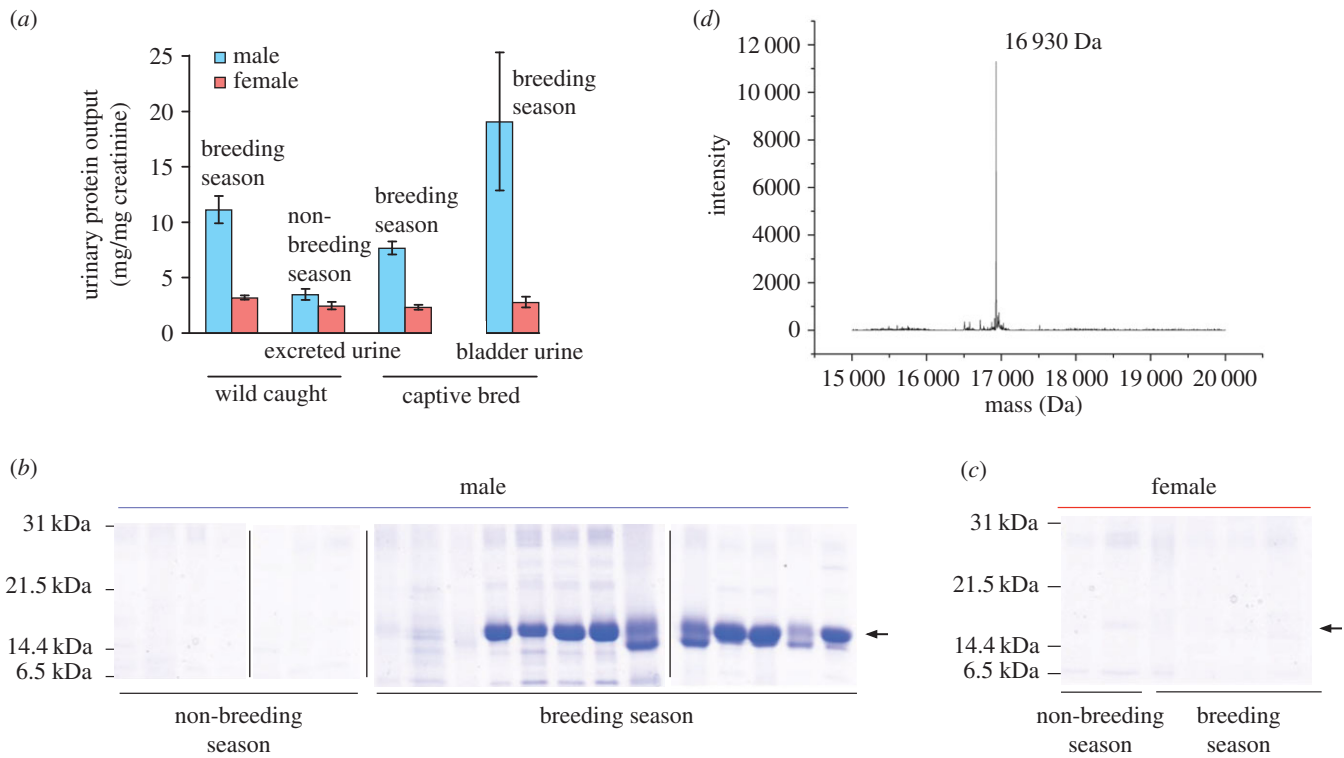 (a)
25
20
15
10
5
0
urinary protein output
(mg/mg creatinine)
male
female
breeding
season
non-
breeding
season
breeding
season
breeding
season
excreted urine
bladder urine
wild caught
captive bred
(d)
12 000
10 000
8000
6000
4000
2000
0
intensity
16 930 Da
15 000 16 000 17 000 18 000 19 000 20 000
mass (Da)
(b)
male
31 kDa
21.5 kDa
14.4 kDa
6.5 kDa
non-breeding
season
breeding season
(c)
female
31 kDa
21.5 kDa
14.4 kDa
6.5 kDa
non-breeding
season
breeding
season